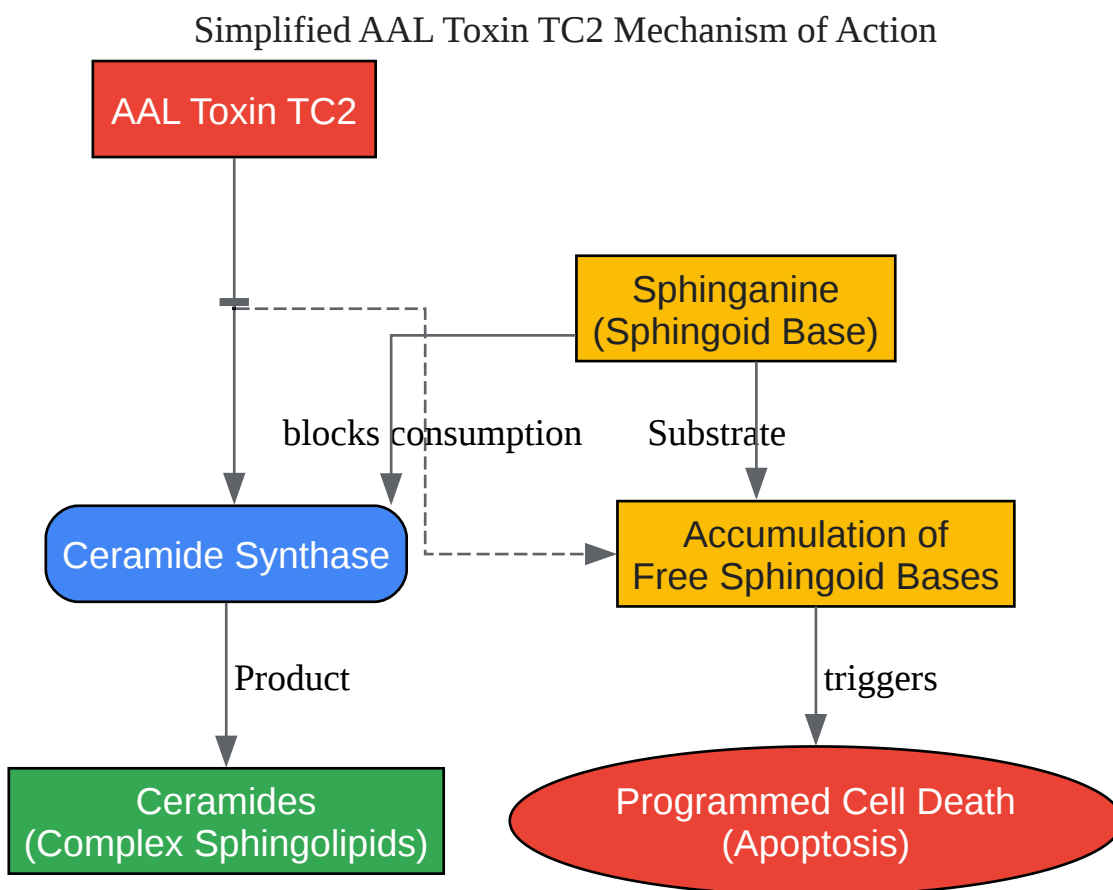 Simplified AAL Toxin TC2 Mechanism of Action
AAL Toxin TC2
Sphinganine
(Sphingoid Base)
blocks consumption
Substrate
Ceramide Synthase
Accumulation of
Free Sphingoid Bases
Product
triggers
Ceramides
(Complex Sphingolipids)
Programmed Cell Death
(Apoptosis)